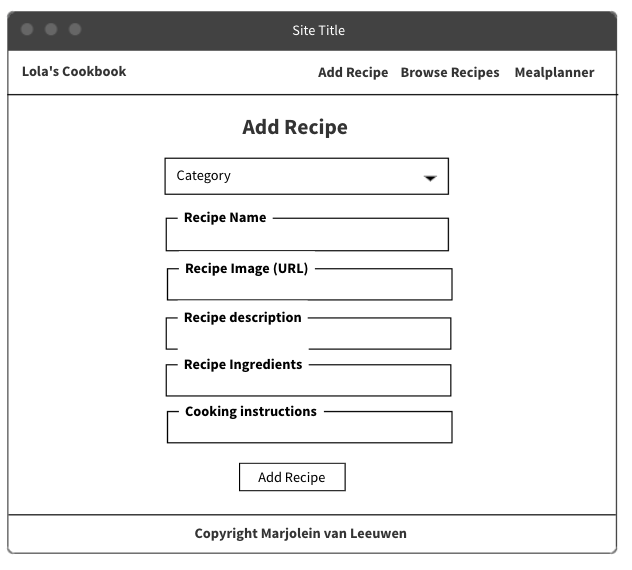 Site Title
Lola's Cookbook Add Recipe Browse Recipes Mealplanner
Add Recipe
Category
Recipe Name
Recipe Image (URL)
Recipe description
Recipe Ingredients
Cooking instructions
Add Recipe
Copyright Marjolein van Leeuwen